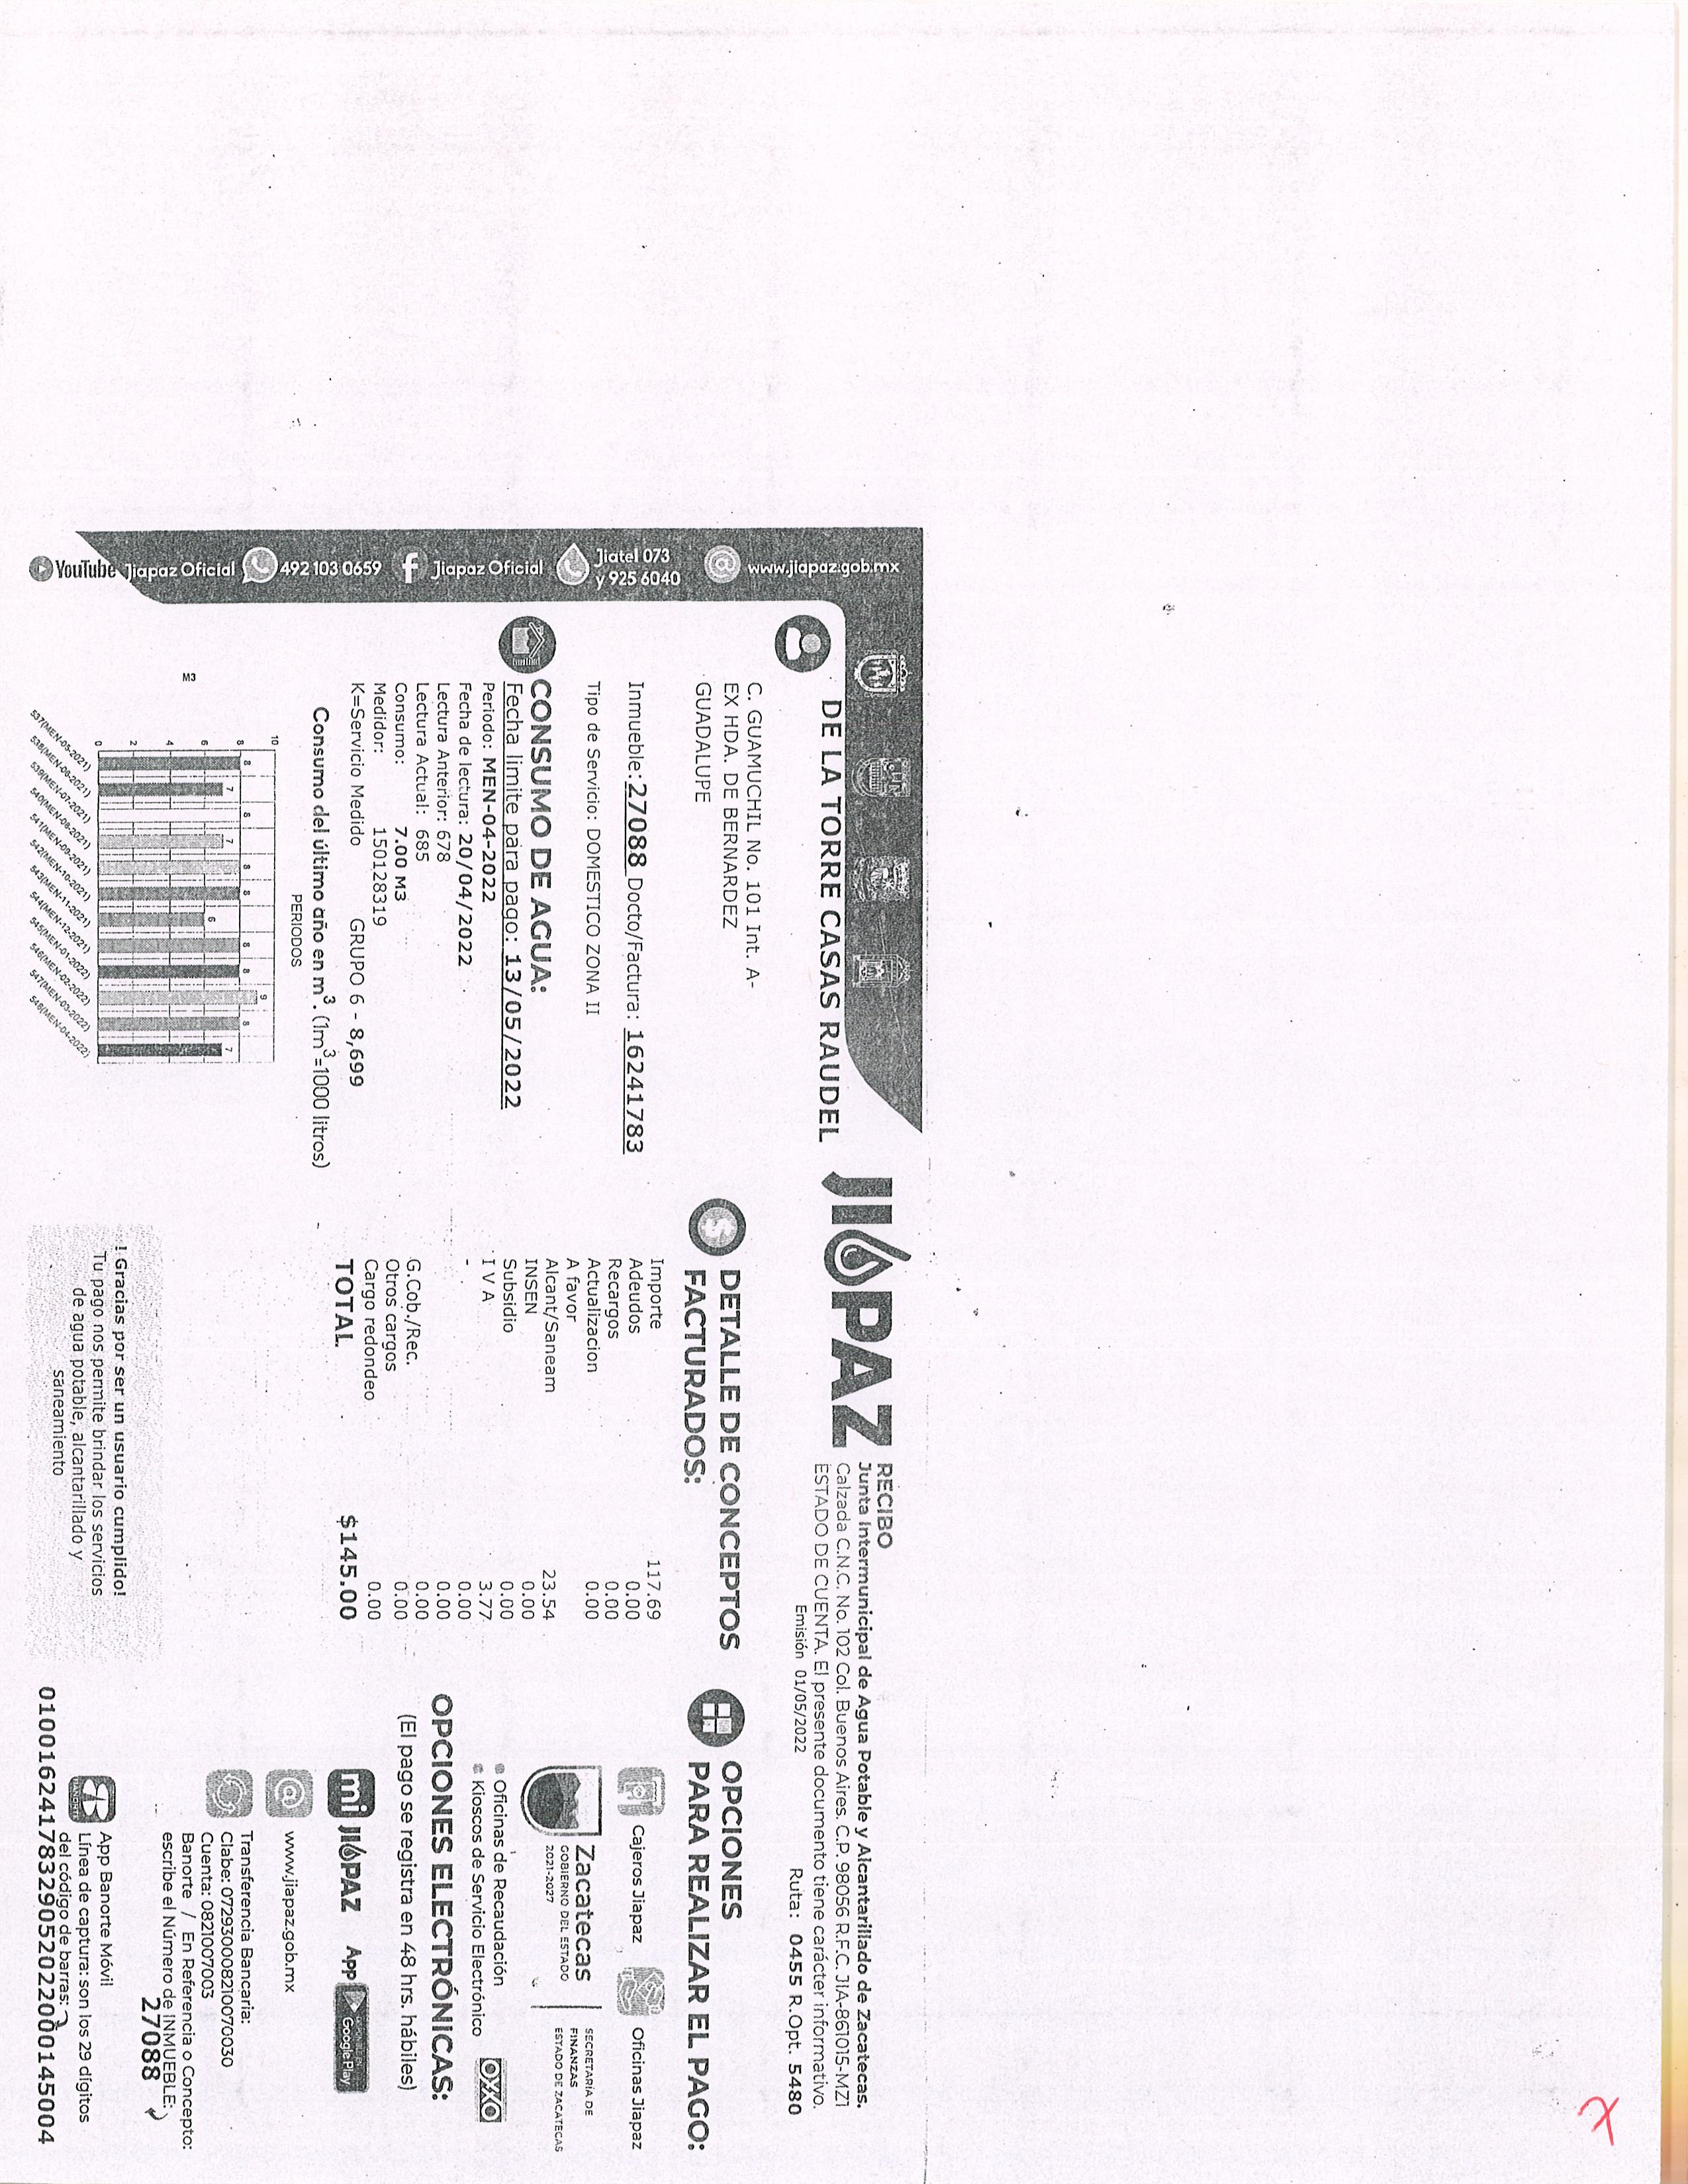 www.jiapaz.gob.mx
Jiatel 073
y 925 6040
Jiapaz Oficial
492 103 0659
Jiapaz Oficial
YouTube
DE LA TORRE CASAS RAUDEL
C. GUAMUCHIL No. 101 Int. A-
EX HDA. DE BERNARDEZ
GUADALUPE
Inmueble: 27088 Docto/Factura: 16241783
Tipo de Servicio: DOMESTICO ZONA II
CONSUMO DE AGUA:
Fecha limite para pago: 13/05/2022
Periodo: MEN-04-2022
Fecha de lectura: 20/04/2022
Lectura Anterior: 678
Lectura Actual: 685
Consumo: 7.00 M3
Medidor: 150128319
K=Servicio Medido GRUPO 6 - 8,699
Consumo del último año en m³. (1m³=1000 litros)
PERIODOS
M3
10
8
6
4
2
0
8 7 8 7 8 8 6 8 8 9 8 7
537(MEN-05-2021)
538(MEN-06-2021)
539(MEN-07-2021)
540(MEN-08-2021)
541(MEN-09-2021)
542(MEN-10-2021)
543(MEN-11-2021)
544(MEN-12-2021)
545(MEN-01-2022)
546(MEN-02-2022)
547(MEN-03-2022)
548(MEN-04-2022)
JIAPAZ
RECIBO
Junta Intermunicipal de Agua Potable y Alcantarillado de Zacatecas.
Calzada C.N.C. No. 102 Col. Buenos Aires. C.P. 98056 R.F.C. JIA-861015-MZ1
ESTADO DE CUENTA. El presente documento tiene carácter informativo.
Emisión 01/05/2022 Ruta: 0455 R.Opt. 5480
DETALLE DE CONCEPTOS
FACTURADOS:
Importe 117.69
Adeudos 0.00
Recargos 0.00
Actualizacion 0.00
A favor
Alcant/Saneam 23.54
INSEN 0.00
Subsidio 0.00
I V A 3.77
- 0.00
0.00
G.Cob./Rec. 0.00
Otros cargos 0.00
Cargo redondeo 0.00
TOTAL $145.00
! Gracias por ser un usuario cumplido!
Tu pago nos permite brindar los servicios
de agua potable, alcantarillado y
saneamiento
OPCIONES
PARA REALIZAR EL PAGO:
Cajeros Jiapaz
Oficinas Jiapaz
Zacatecas
GOBIERNO DEL ESTADO
2021-2027
SECRETARÍA DE
FINANZAS
ESTADO DE ZACATECAS
Oficinas de Recaudación
Kioscos de Servicio Electrónico
OXXO
OPCIONES ELECTRÓNICAS:
(El pago se registra en 48 hrs. hábiles)
mi JIAPAZ App Google Play
www.jiapaz.gob.mx
Transferencia Bancaria:
Clabe: 072930008210070030
Cuenta: 0821007003
Banorte / En Referencia o Concepto:
escribe el Número de INMUEBLE:
27088
App Banorte Móvil
Línea de captura: son los 29 dígitos
del código de barras:
01001624178329052022000145004